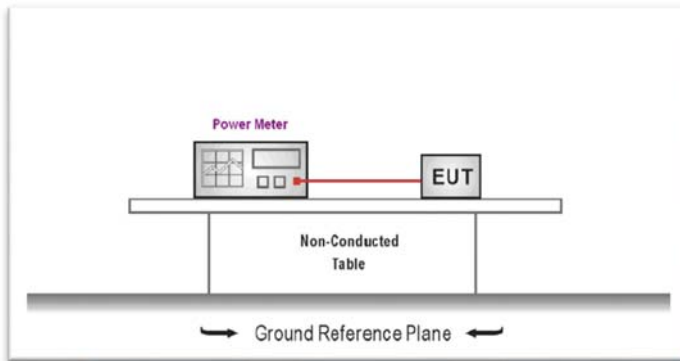 Power Meter
EUT
Non-Conducted
Table
Ground Reference Plane